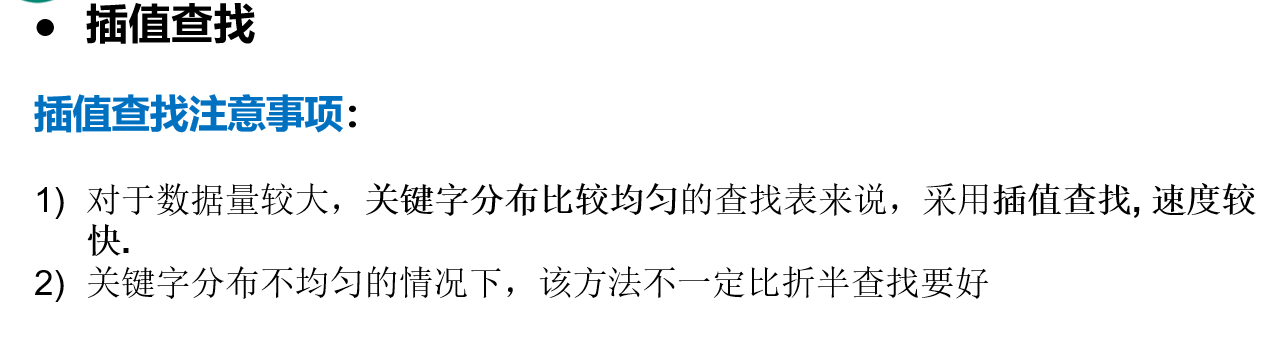 ● 插值查找
插值查找注意事项：
1) 对于数据量较大，关键字分布比较均匀的查找表来说，采用插值查找, 速度较
快.
2) 关键字分布不均匀的情况下，该方法不一定比折半查找要好